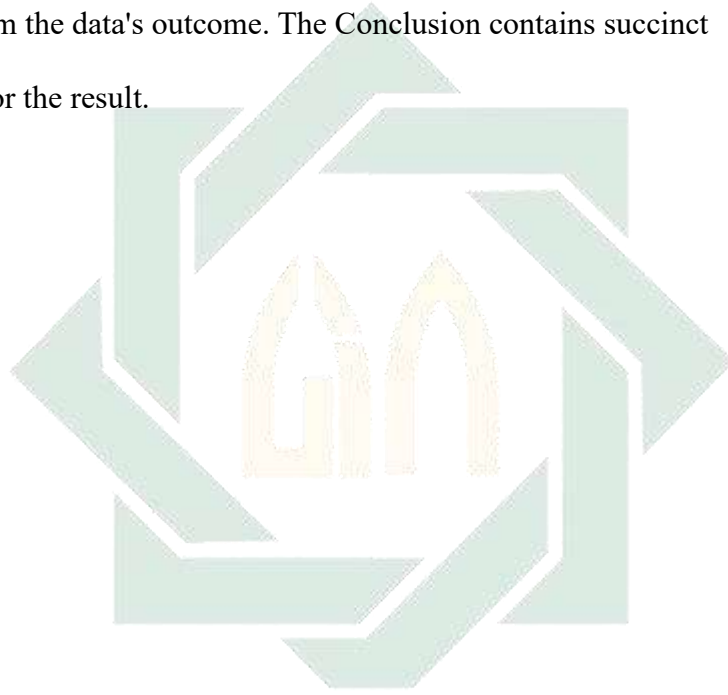 m the data's outcome. The Conclusion contains succinct
or the result.